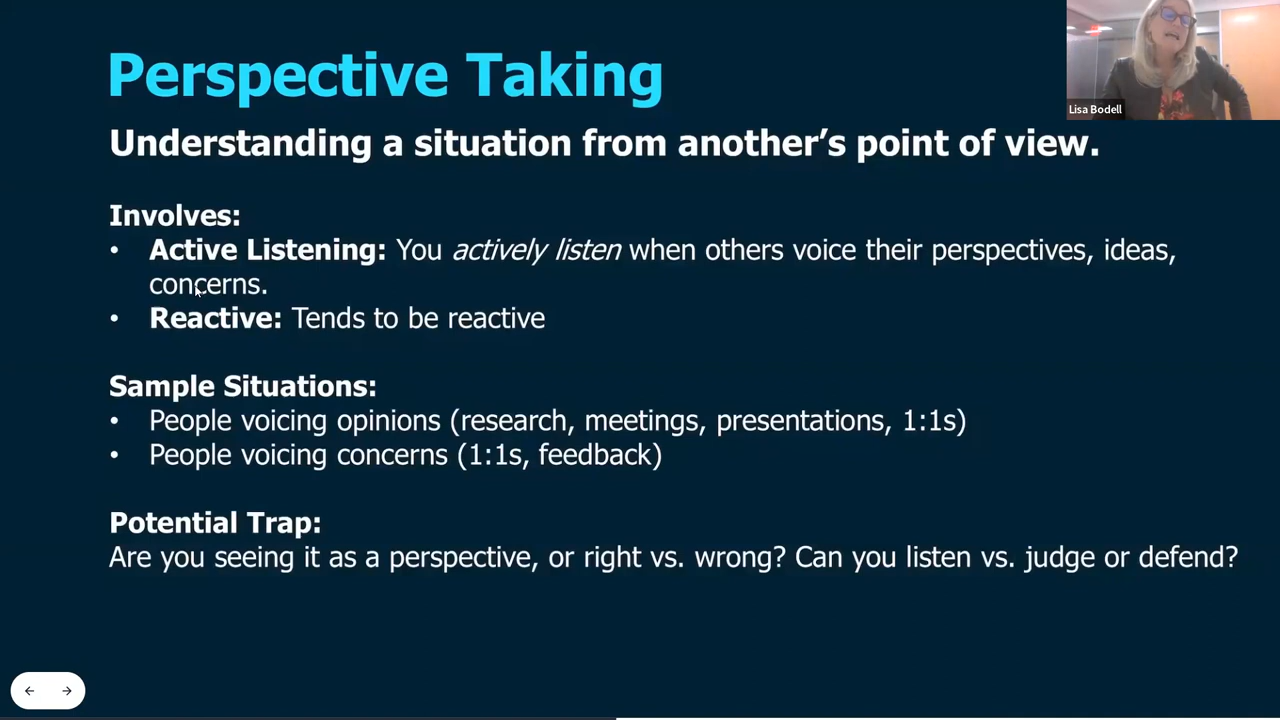 Perspective Taking
Lisa Bodell
Understanding a situation from another’s point of view.
Involves:
• Active Listening: You actively listen when others voice their perspectives, ideas,
concerns.
• Reactive: Tends to be reactive
Sample Situations:
• People voicing opinions (research, meetings, presentations, 1:1s)
• People voicing concerns (1:1s, feedback)
Potential Trap:
Are you seeing it as a perspective, or right vs. wrong? Can you listen vs. judge or defend?